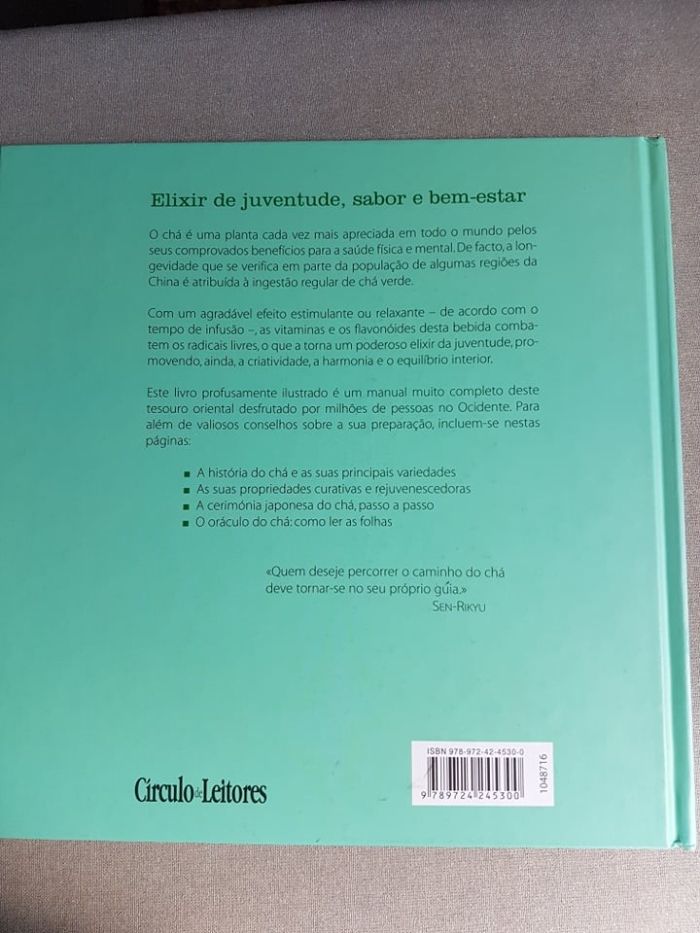 Elixir de juventude, sabor e bem-estar
O chá é uma planta cada vez mais apreciada em todo o mundo pelos
seus comprovados benefícios para a saúde física e mental. De facto, a lon-
gevidade que se verifica em parte da população de algumas regiões da
China é atribuída à ingestão regular de chá verde.
Com um agradável efeito estimulante ou relaxante – de acordo com o
tempo de infusão –, as vitaminas e os flavonóides desta bebida comba-
tem os radicais livres, o que a torna um poderoso elixir da juventude, pro-
movendo, ainda, a criatividade, a harmonia e o equilíbrio interior.
Este livro profusamente ilustrado é um manual muito completo deste
tesouro oriental desfrutado por milhões de pessoas no Ocidente. Para
além de valiosos conselhos sobre a sua preparação, incluem-se nestas
páginas:
▪ A história do chá e as suas principais variedades
▪ As suas propriedades curativas e rejuvenescedoras
▪ A cerimónia japonesa do chá, passo a passo
▪ O oráculo do chá: como ler as folhas
«Quem deseje percorrer o caminho do chá
deve tornar-se no seu próprio guia.»
SEN-RIKYU
ISBN 978-972-42-4530-0
9 789724 245300
1048716
Círculo de Leitores